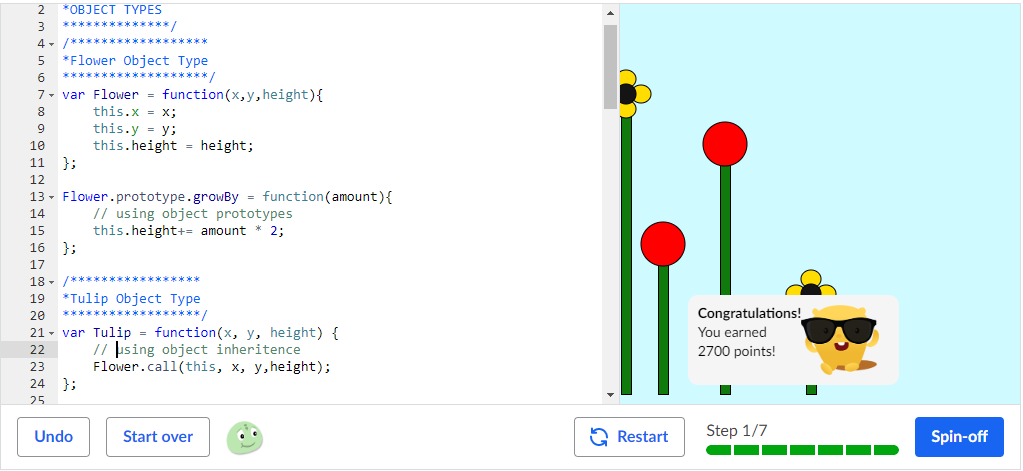 2 *OBJECT TYPES
3 **************/
4 /******************
5 *Flower Object Type
6 *******************/
7 var Flower = function(x,y,height){
8 this.x = x;
9 this.y = y;
10 this.height = height;
11 };
12
13 Flower.prototype.growBy = function(amount){
14 // using object prototypes
15 this.height+= amount * 2;
16 };
17
18 /*****************
19 *Tulip Object Type
20 ******************/
21 var Tulip = function(x, y, height) {
22 // using object inheritence
23 Flower.call(this, x, y,height);
24 };
25
Congratulations!
You earned
2700 points!
Undo
Start over
Restart
Step 1/7
Spin-off